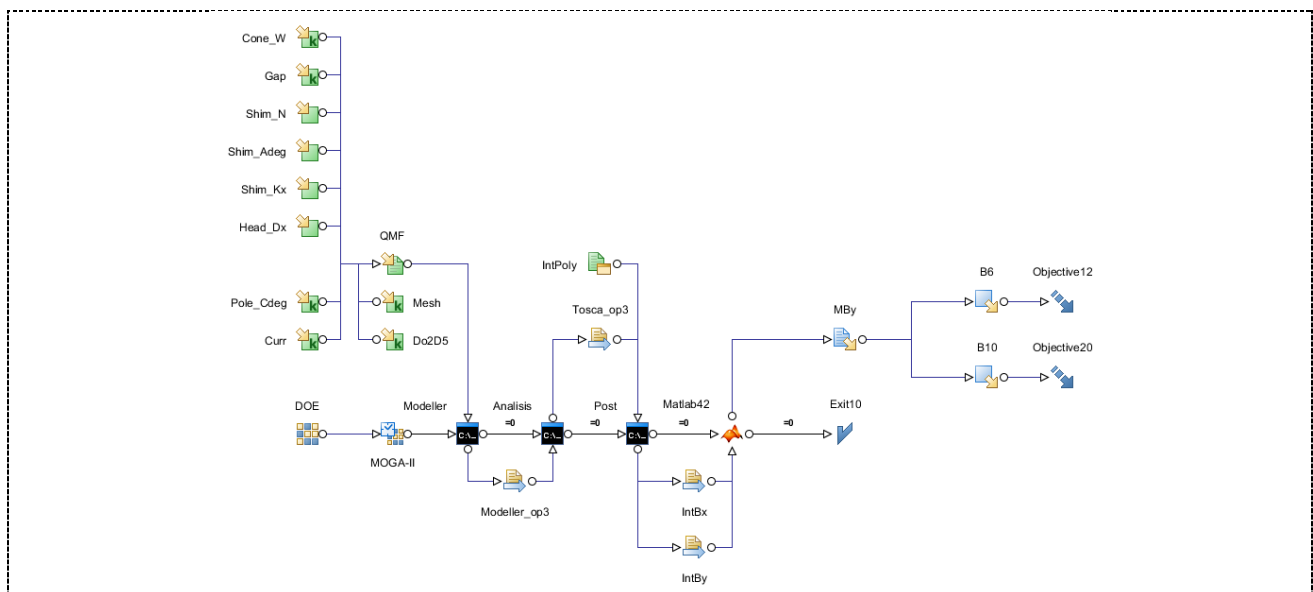 Cone_W
Gap
Shim_N
Shim_Adeg
Shim_Kx
Head_Dx
QMF
IntPoly
B6
Objective12
Pole_Cdeg
Mesh
Tosca_op3
MBy
Curr
Do2D5
B10
Objective20
DOE
Modeller
Analisis
Post
Matlab42
Exit10
=0
=0
=0
=0
C:\_
C:\_
C:\_
MOGA-II
Modeller_op3
IntBx
IntBy
k
k
k
k
k
k